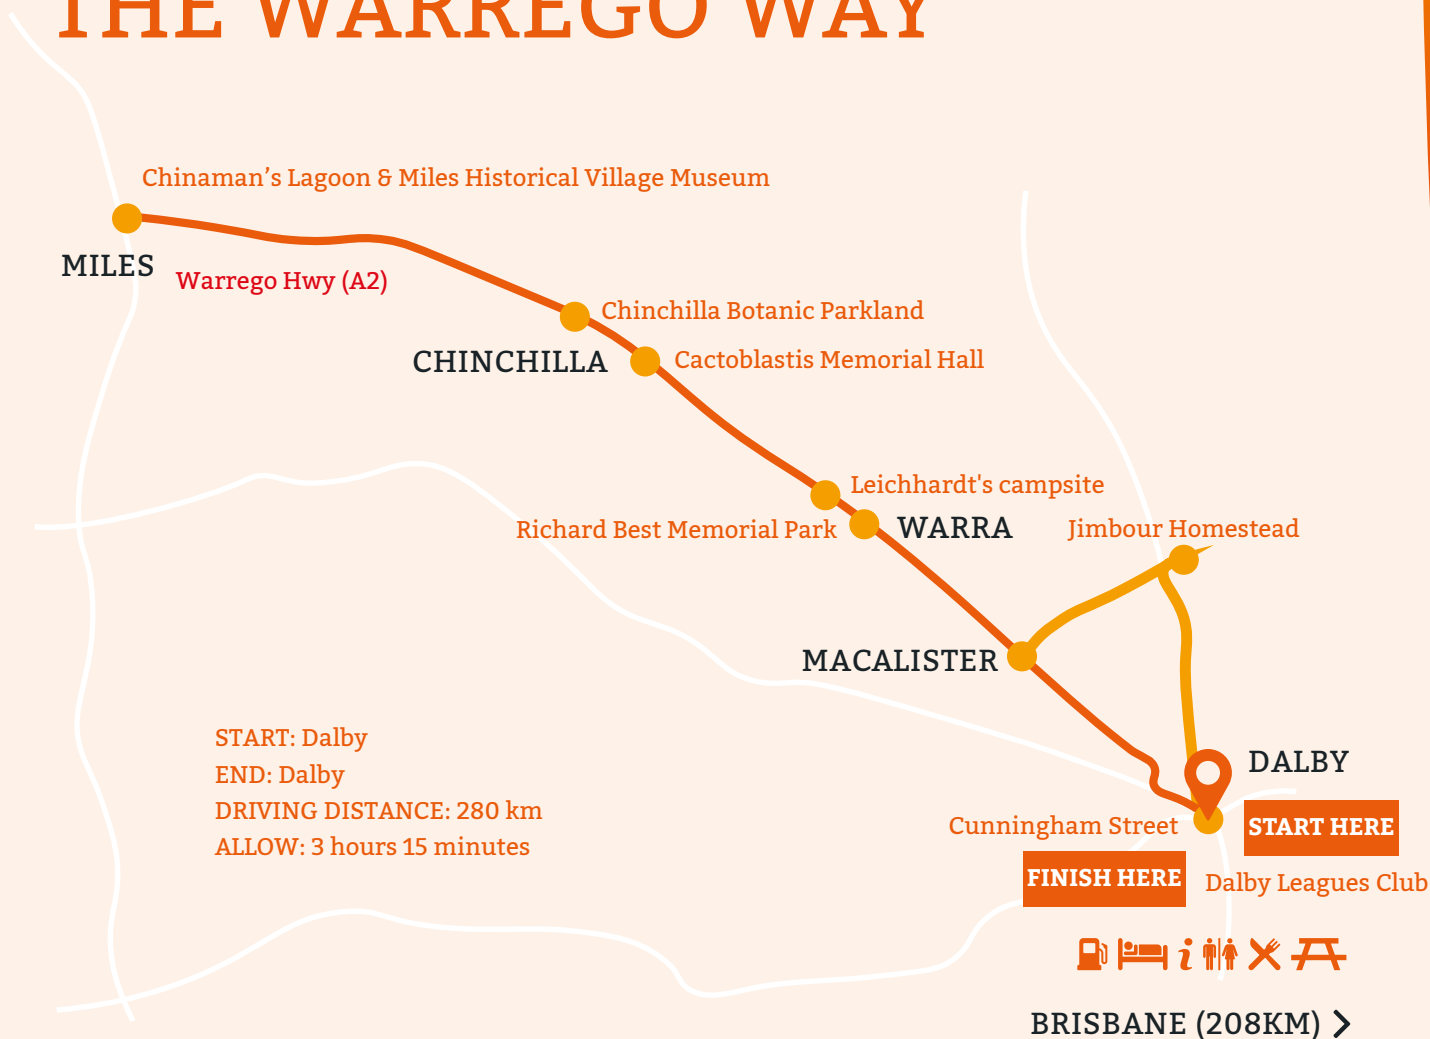 THE WARREGO WAY
Chinaman’s Lagoon & Miles Historical Village Museum
MILES
Warrego Hwy (A2)
Chinchilla Botanic Parkland
CHINCHILLA
Cactoblastis Memorial Hall
Leichhardt's campsite
Richard Best Memorial Park
WARRA
Jimbour Homestead
MACALISTER
START: Dalby
END: Dalby
DRIVING DISTANCE: 280 km
ALLOW: 3 hours 15 minutes
DALBY
Cunningham Street
START HERE
FINISH HERE
Dalby Leagues Club
BRISBANE (208KM)